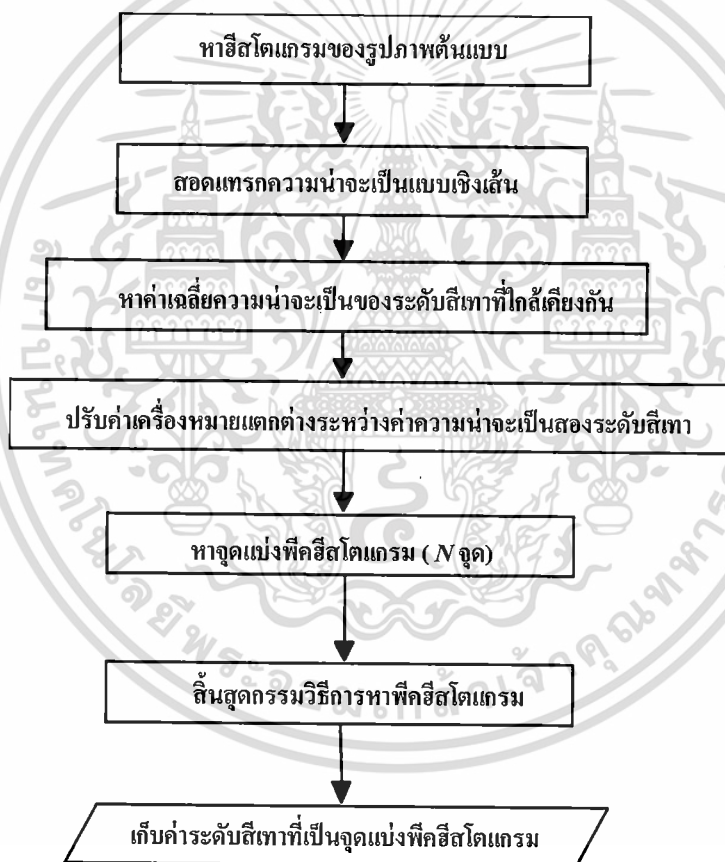 หาฮีสโตแกรมของรูปภาพต้นแบบ
สอดแทรกความน่าจะเป็นแบบเชิงเส้น
หาค่าเฉลี่ยความน่าจะเป็นของระดับสีเทาที่ใกล้เคียงกัน
ปรับค่าเครื่องหมายแตกต่างระหว่างค่าความน่าจะเป็นสองระดับสีเทา
หาจุดแบ่งพีคฮีสโตแกรม ( N จุด)
สิ้นสุดกรรมวิธีการหาพีคฮีสโตแกรม
เก็บค่าระดับสีเทาที่เป็นจุดแบ่งพีคฮีสโตแกรม